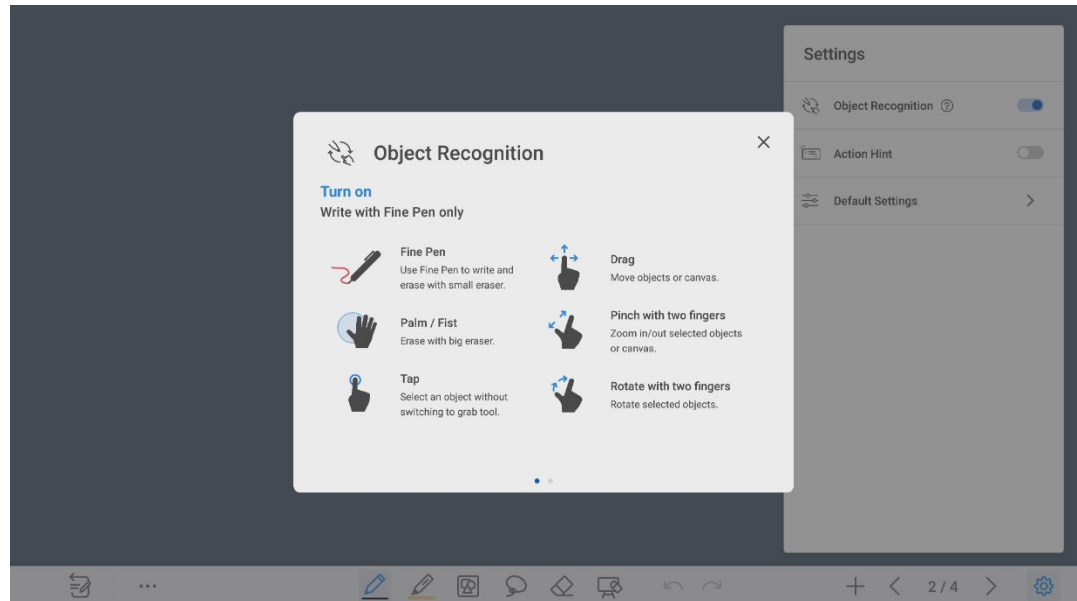 Settings
Object Recognition
Action Hint
Default Settings
Object Recognition
Turn on
Write with Fine Pen only
Fine Pen
Use Fine Pen to write and
erase with small eraser.
Palm / Fist
Erase with big eraser.
Tap
Select an object without
switching to grab tool.
Drag
Move objects or canvas.
Pinch with two fingers
Zoom in/out selected objects
or canvas.
Rotate with two fingers
Rotate selected objects.
2 / 4